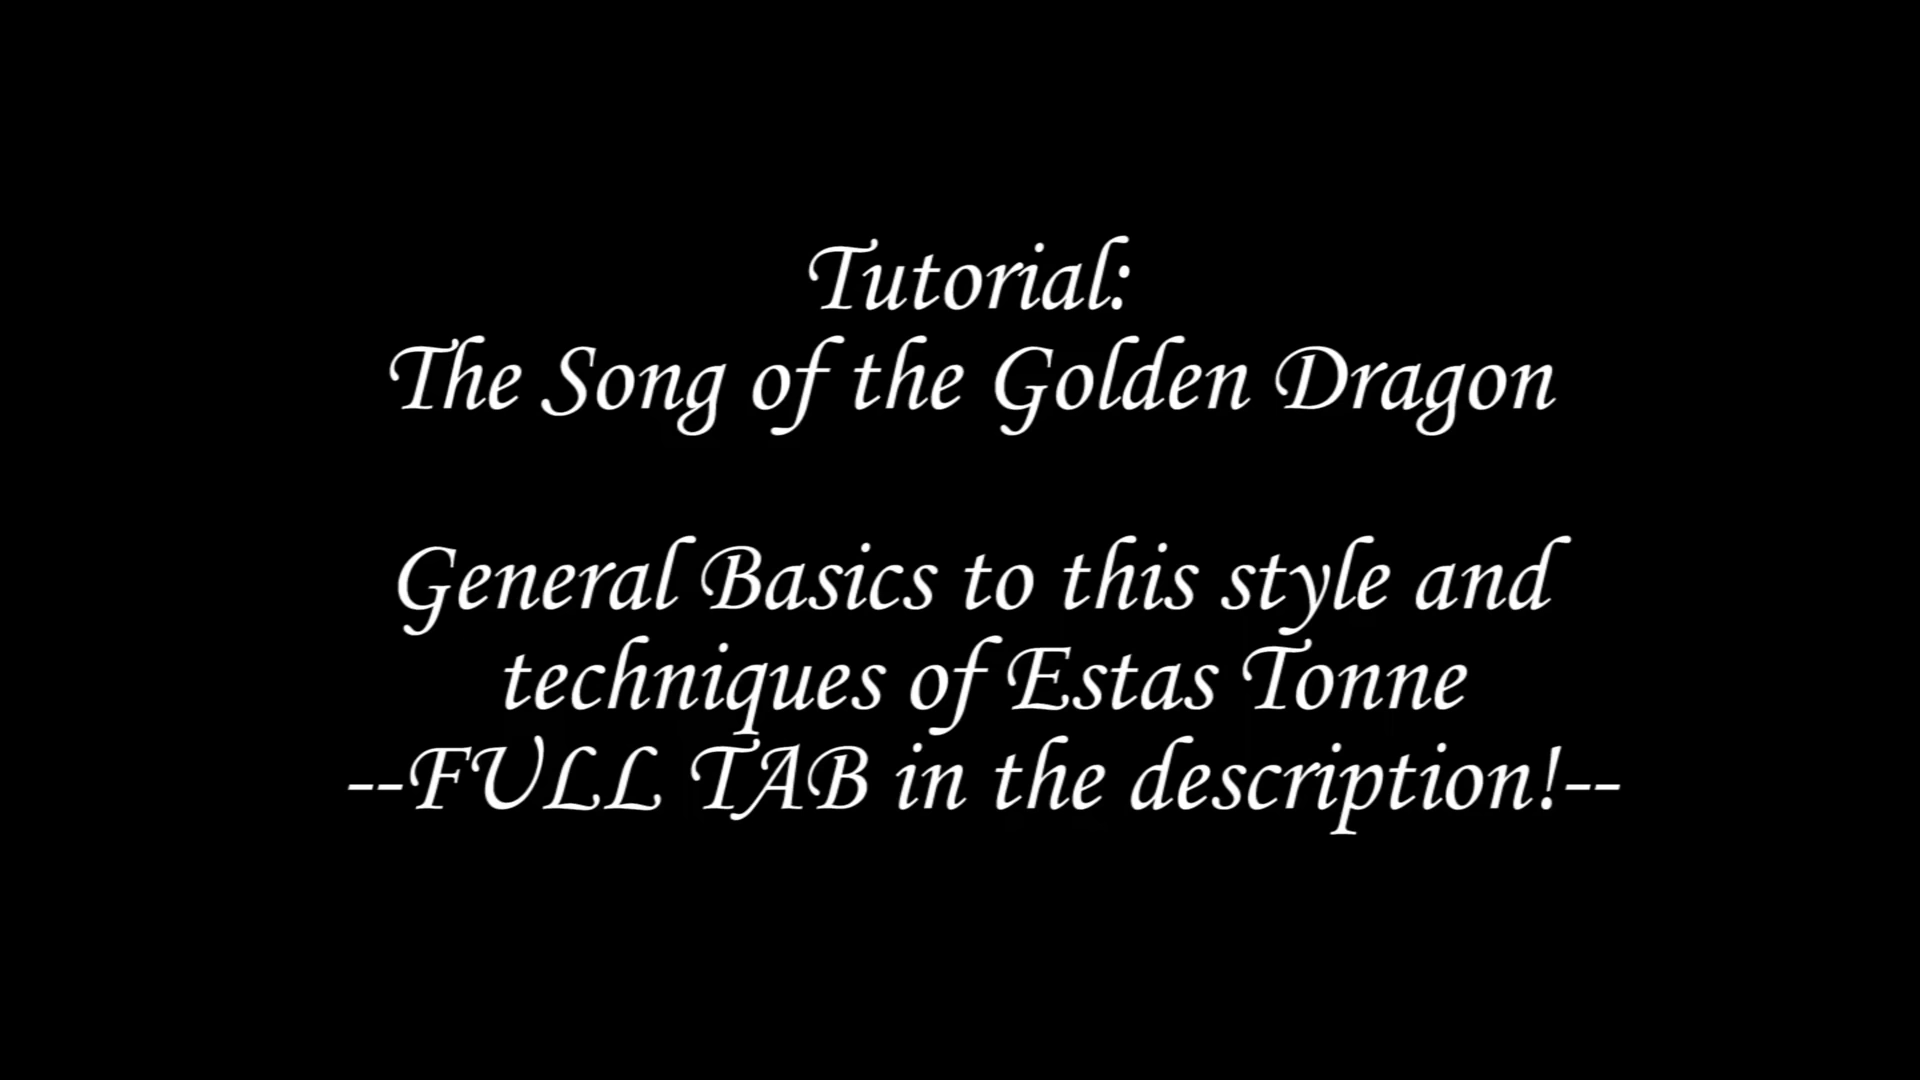 Tutorial:
The Song of the Golden Dragon
General Basics to this style and
techniques of Estas Tonne
--FULL TAB in the description!--